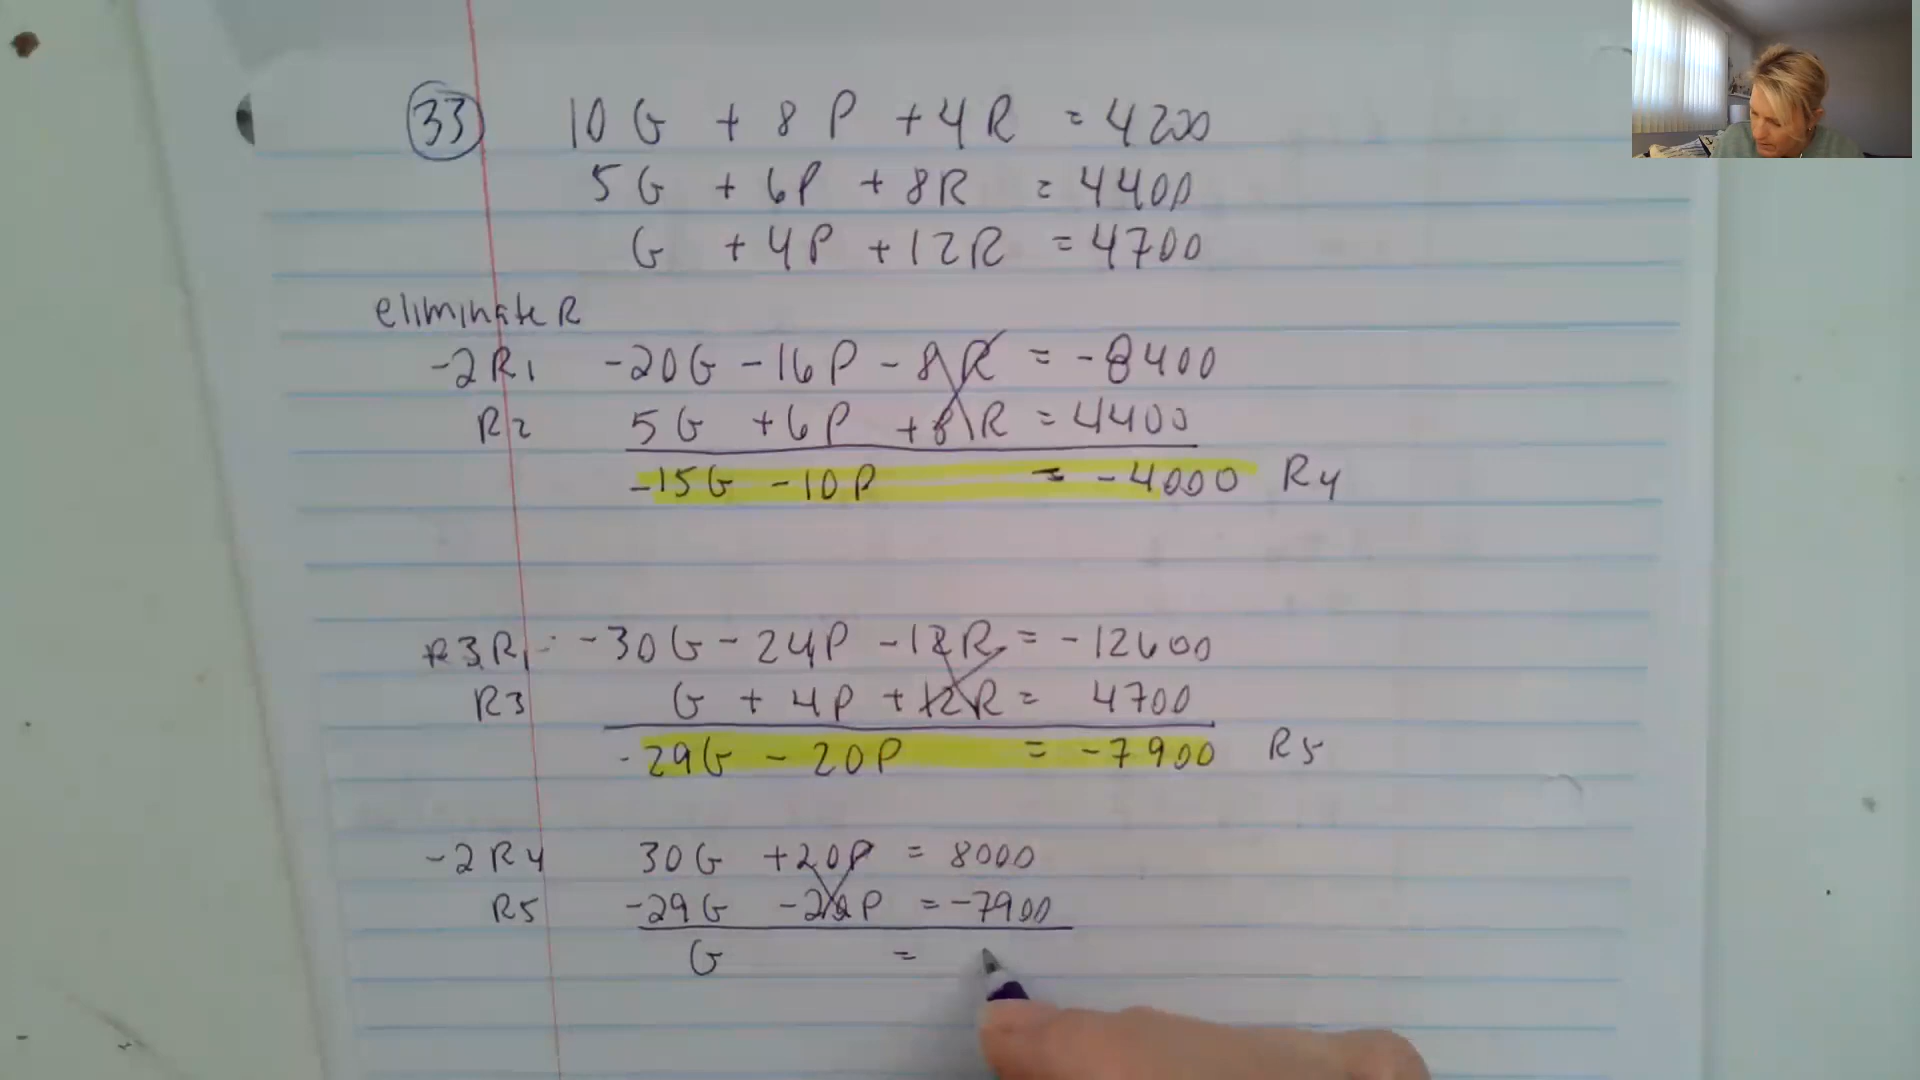 33 10G + 8P + 4R = 4200
5G + 6P + 8R = 4400
G + 4P + 12R = 4700
eliminate R
-2R1 -20G - 16P - 8R = -8400
R2 5G + 6P + 8R = 4400
-15G - 10P = -4000 R4
3R1 -30G - 24P - 12R = -12600
R3 G + 4P + 12R = 4700
-29G - 20P = -7900 R5
-2R4 30G + 20P = 8000
R5 -29G - 20P = -7900
G =